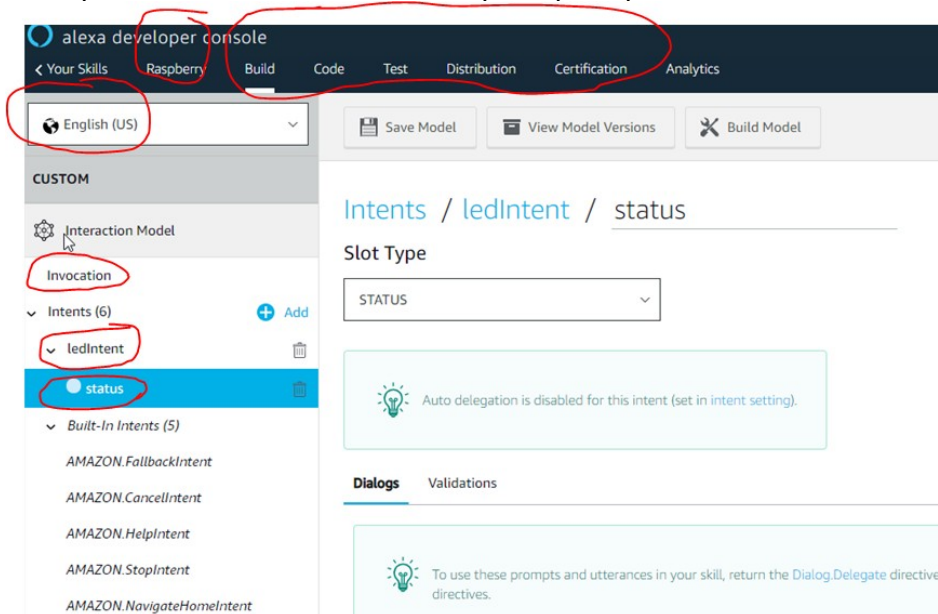 alexa developer console
Your Skills Raspberry Build Code Test Distribution Certification Analytics
English (US)
Save Model View Model Versions Build Model
CUSTOM
Intents / ledIntent / status
Interaction Model
Slot Type
Invocation
STATUS
Intents (6) Add
ledIntent
status
Auto delegation is disabled for this intent (set in intent setting).
Built-In Intents (5)
AMAZON.FallbackIntent
Dialogs Validations
AMAZON.CancelIntent
AMAZON.HelpIntent
AMAZON.StopIntent
To use these prompts and utterances in your skill, return the Dialog.Delegate directive
directives.
AMAZON.NavigateHomeIntent